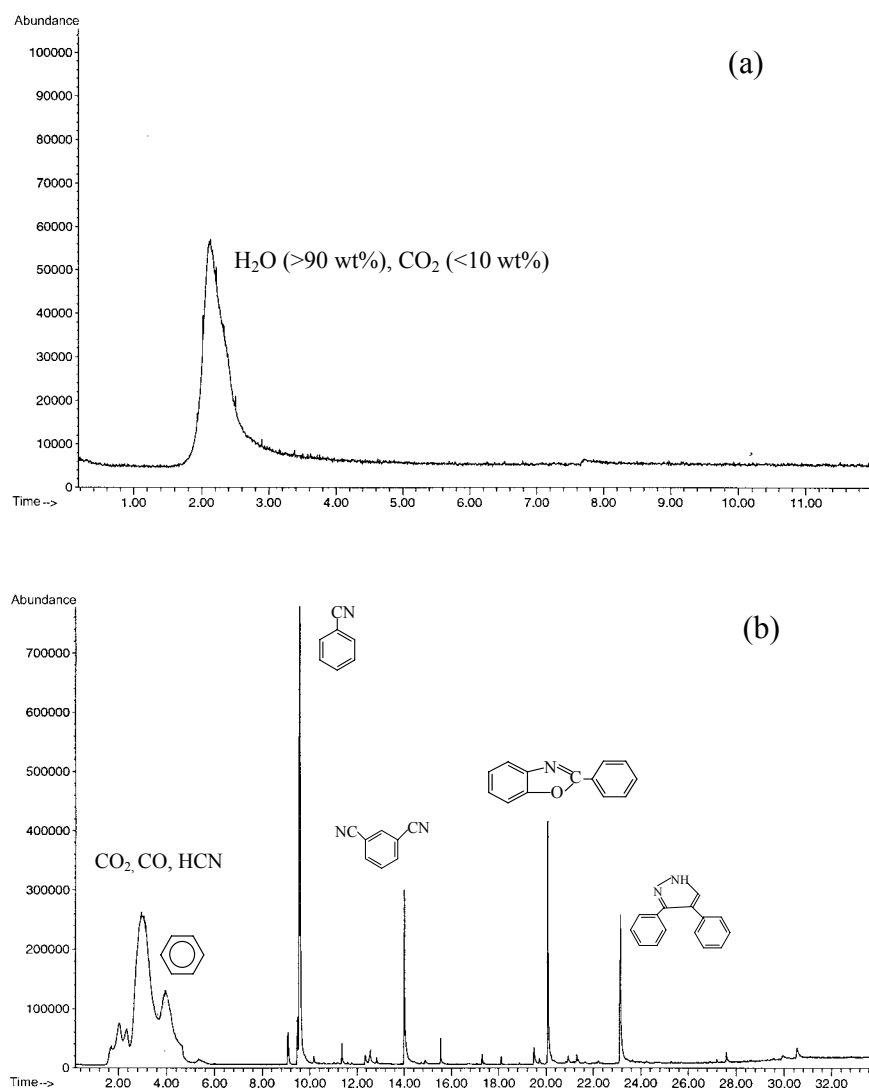 Abundance
100000
90000
80000
70000
60000
50000
40000
30000
20000
10000
0
(a)
H₂O (>90 wt%), CO₂ (<10 wt%)
Time-->
1.00 2.00 3.00 4.00 5.00 6.00 7.00 8.00 9.00 10.00 11.00
Abundance
700000
600000
500000
400000
300000
200000
100000
0
(b)
CN
N C
O
NC CN
CO₂, CO, HCN
NH
N
Time-->
2.00 4.00 6.00 8.00 10.00 12.00 14.00 16.00 18.00 20.00 22.00 24.00 26.00 28.00 30.00 32.00